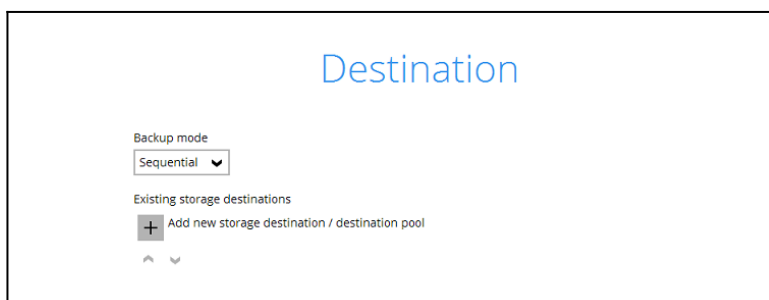 Destination
Backup mode
Sequential
Existing storage destinations
Add new storage destination / destination pool